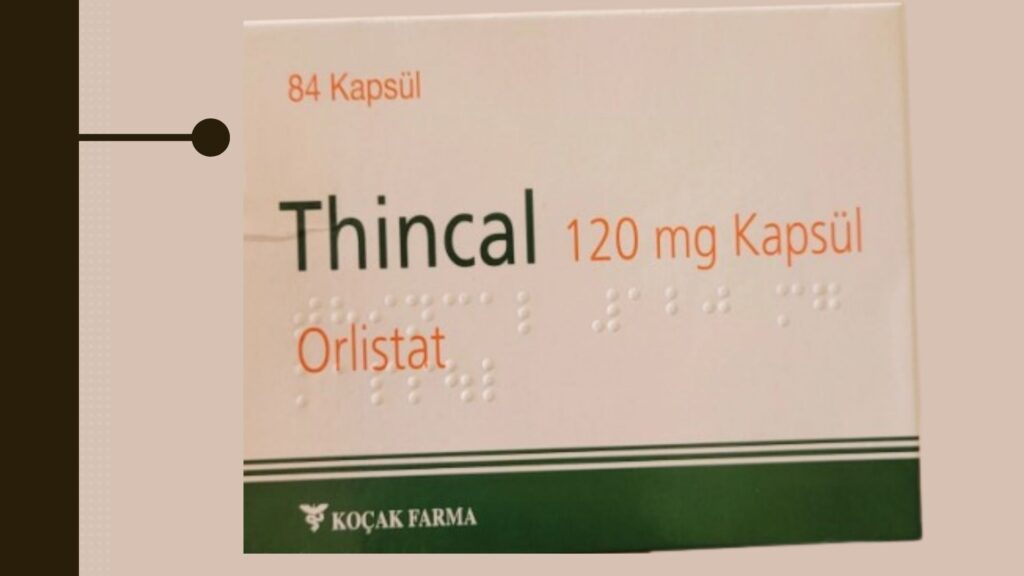 84 Kapsül
Thincal 120 mg Kapsül
Orlistat
KOÇAK FARMA